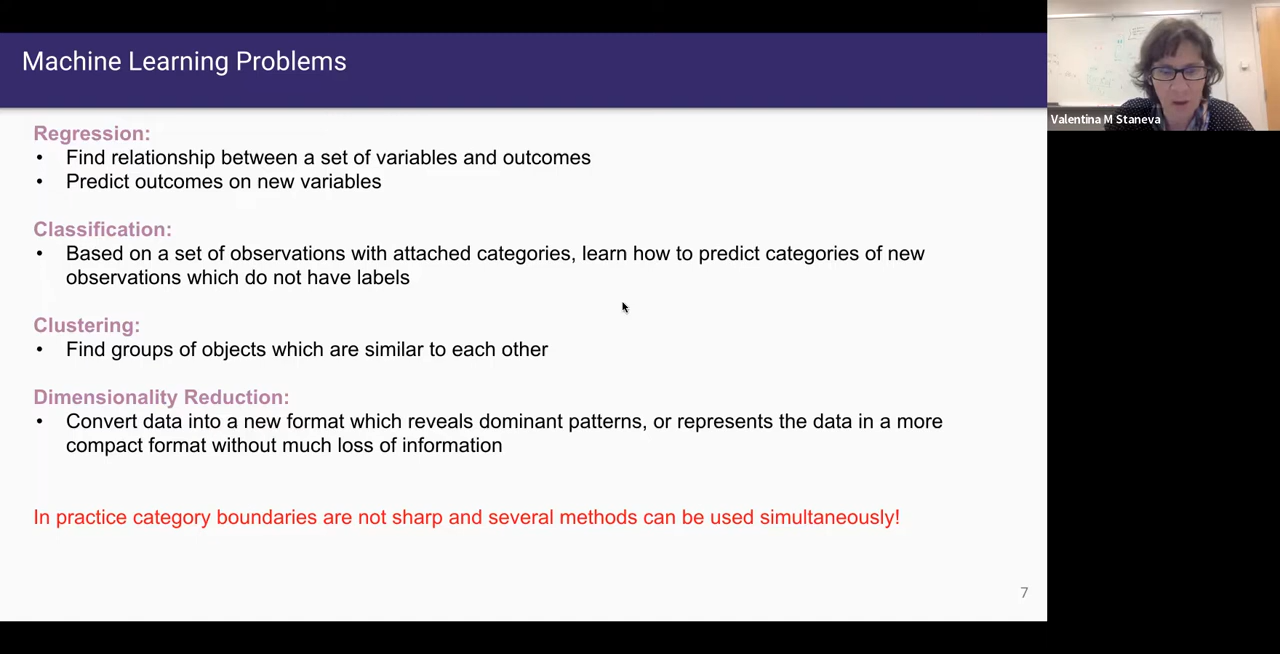 Machine Learning Problems
Valentina M Staneva
Regression:
• Find relationship between a set of variables and outcomes
• Predict outcomes on new variables
Classification:
• Based on a set of observations with attached categories, learn how to predict categories of new
observations which do not have labels
Clustering:
• Find groups of objects which are similar to each other
Dimensionality Reduction:
• Convert data into a new format which reveals dominant patterns, or represents the data in a more
compact format without much loss of information
In practice category boundaries are not sharp and several methods can be used simultaneously!
7